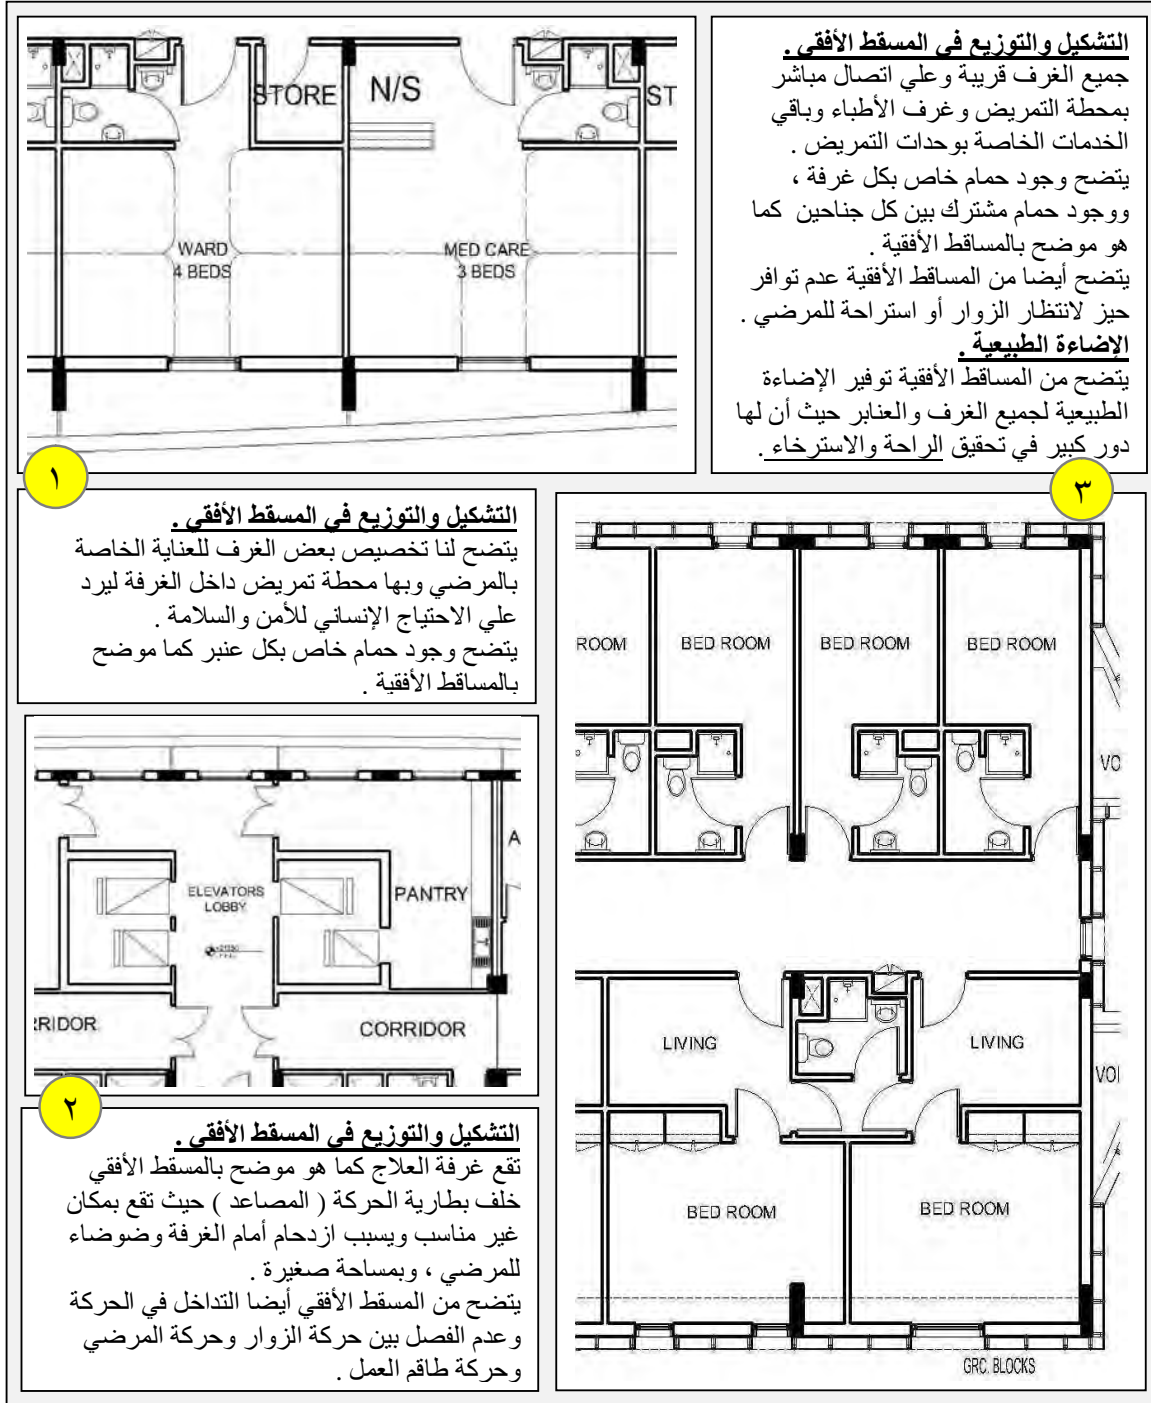 STORE
N/S
ST
WARD
4 BEDS
MED CARE
3 BEDS
١
التشكيل والتوزيع في المسقط الأفقي .
جميع الغرف قريبة وعلي اتصال مباشر
بمحطة التمريض وغرف الأطباء وباقي
الخدمات الخاصة بوحدات التمريض .
يتضح وجود حمام خاص بكل غرفة ،
ووجود حمام مشترك بين كل جناحين كما
هو موضح بالمساقط الأفقية .
يتضح أيضا من المساقط الأفقية عدم توافر
حيز لانتظار الزوار أو استراحة للمرضي .
الإضاءة الطبيعية .
يتضح من المساقط الأفقية توفير الإضاءة
الطبيعية لجميع الغرف والعنابر حيث أن لها
دور كبير في تحقيق الراحة والاسترخاء .
٣
التشكيل والتوزيع في المسقط الأفقي .
يتضح لنا تخصيص بعض الغرف للعناية الخاصة
بالمرضي وبها محطة تمريض داخل الغرفة ليرد
علي الاحتياج الإنساني للأمن والسلامة .
يتضح وجود حمام خاص بكل عنبر كما موضح
بالمساقط الأفقية .
ROOM
BED ROOM
BED ROOM
BED ROOM
VO
LIVING
LIVING
VOI
BED ROOM
BED ROOM
GRC. BLOCKS
A
ELEVATORS
LOBBY
PANTRY
RRIDOR
CORRIDOR
٢
التشكيل والتوزيع في المسقط الأفقي .
تقع غرفة العلاج كما هو موضح بالمسقط الأفقي
خلف بطارية الحركة ( المصاعد ) حيث تقع بمكان
غير مناسب ويسبب ازدحام أمام الغرفة وضوضاء
للمرضي ، وبمساحة صغيرة .
يتضح من المسقط الأفقي أيضا التداخل في الحركة
وعدم الفصل بين حركة الزوار وحركة المرضي
وحركة طاقم العمل .